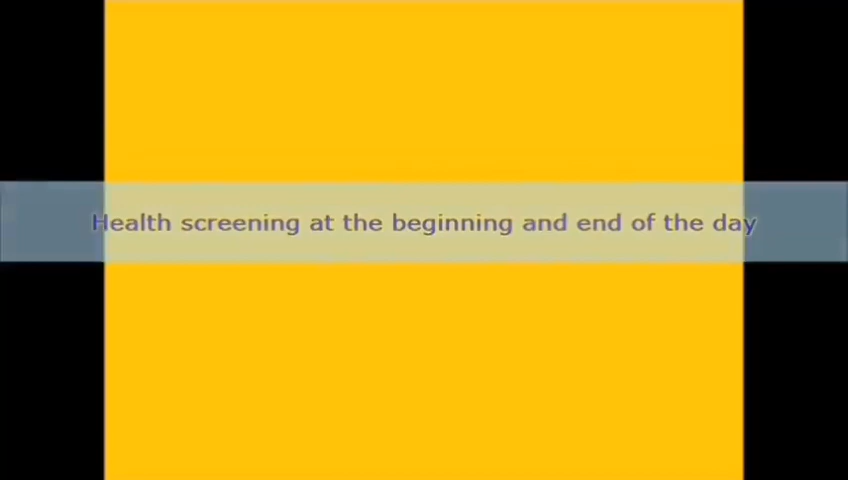 Health screening at the beginning and end of the day